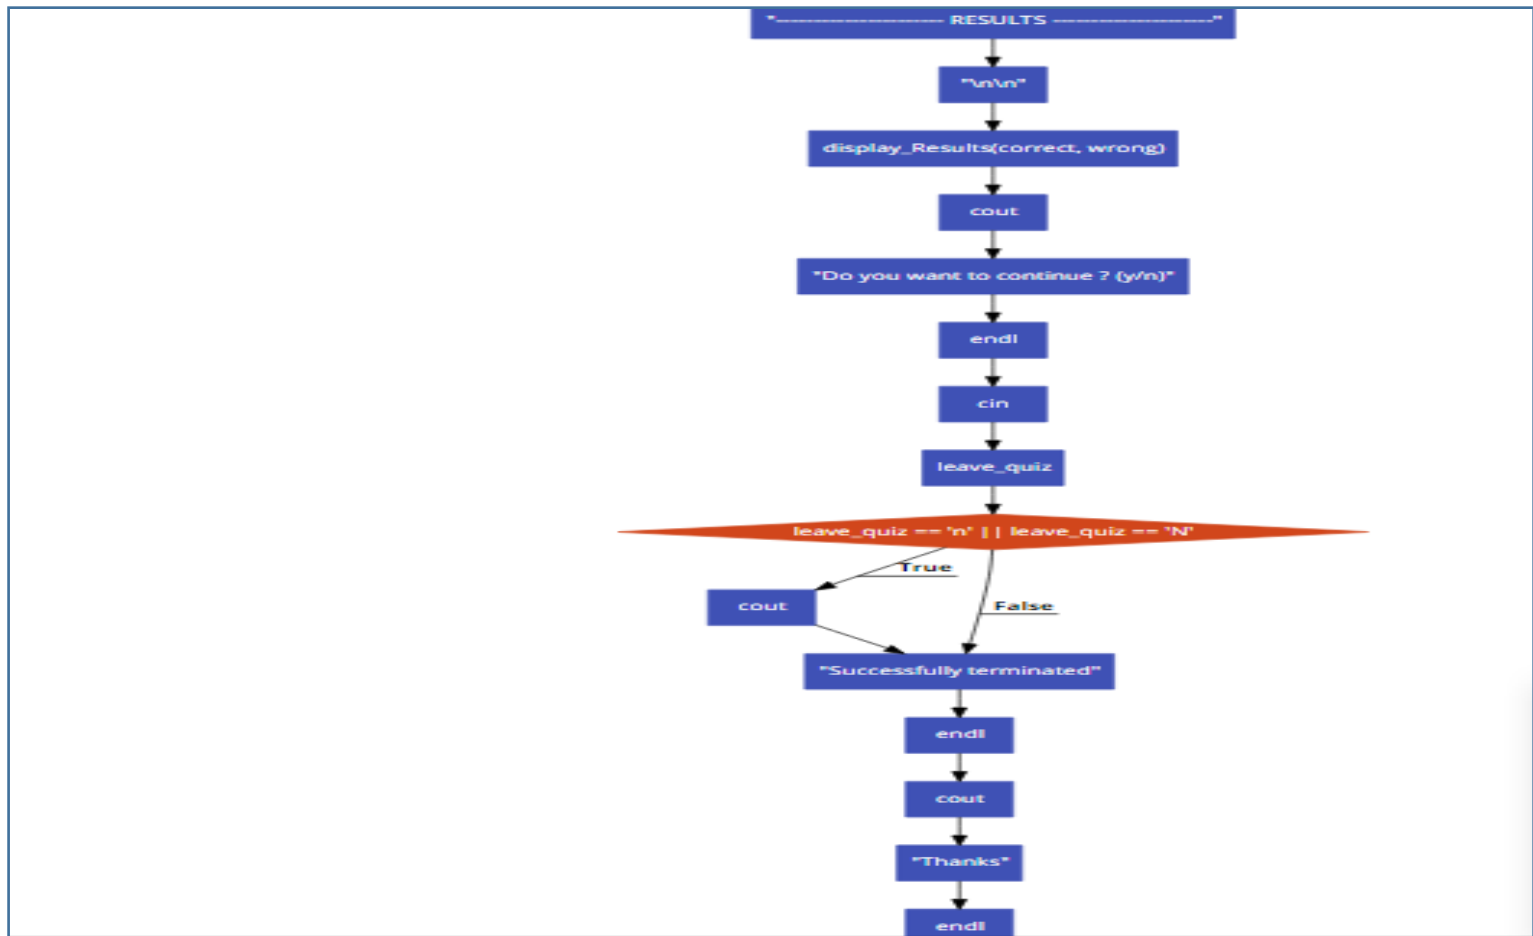 "------------------------ RESULTS ------------------------"
"\n\n"
display_Results(correct, wrong)
cout
"Do you want to continue ? (y/n)"
endl
cin
leave_quiz
leave_quiz == 'n' || leave_quiz == 'N'
True
cout
False
"Successfully terminated"
endl
cout
"Thanks"
endl